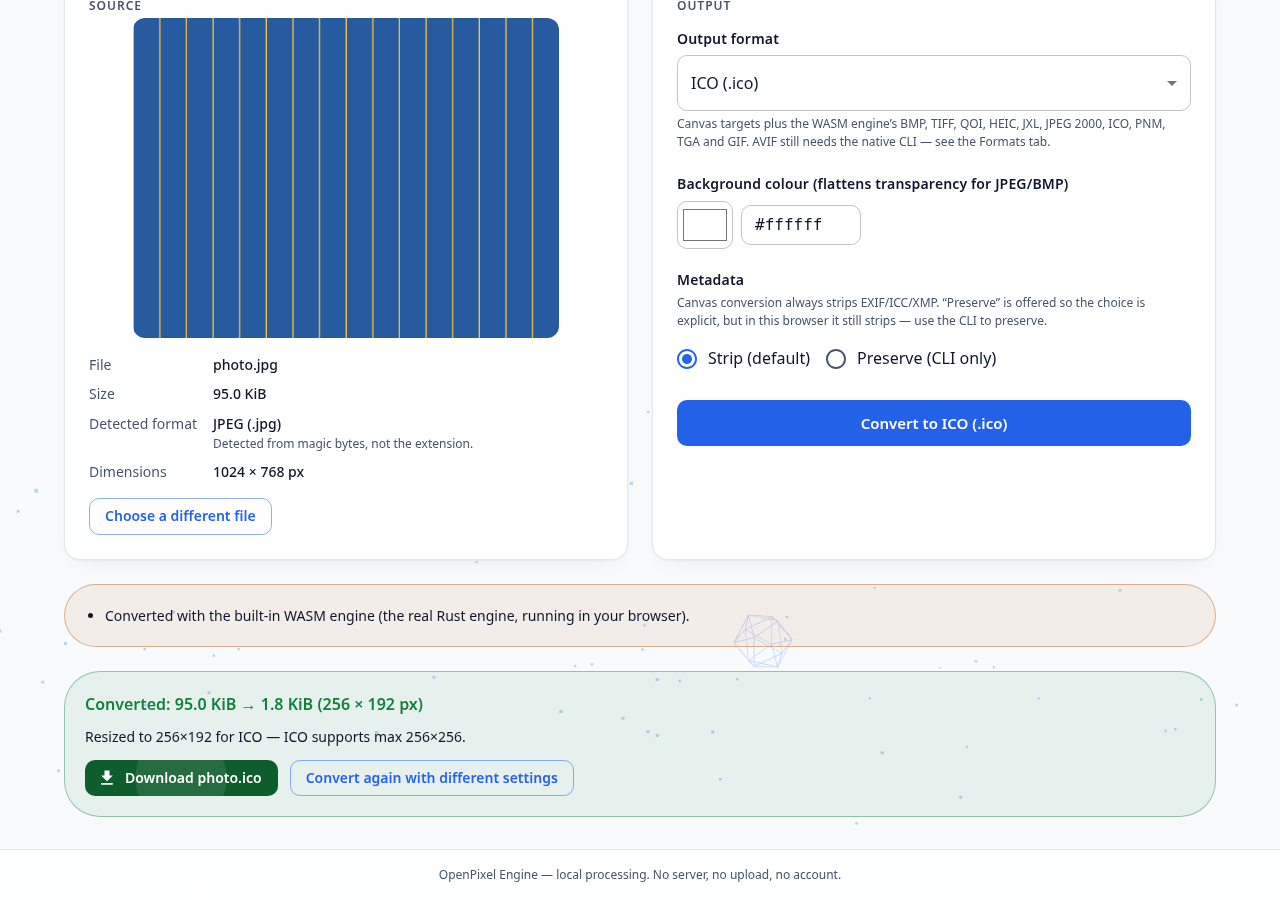 SOURCE
File photo.jpg
Size 95.0 KiB
Detected format JPEG (.jpg)
Detected from magic bytes, not the extension.
Dimensions 1024 × 768 px
Choose a different file
OUTPUT
Output format
ICO (.ico)
Canvas targets plus the WASM engine’s BMP, TIFF, QOI, HEIC, JXL, JPEG 2000, ICO, PNM,
TGA and GIF. AVIF still needs the native CLI — see the Formats tab.
Background colour (flattens transparency for JPEG/BMP)
#ffffff
Metadata
Canvas conversion always strips EXIF/ICC/XMP. “Preserve” is offered so the choice is
explicit, but in this browser it still strips — use the CLI to preserve.
Strip (default) Preserve (CLI only)
Convert to ICO (.ico)
Converted with the built-in WASM engine (the real Rust engine, running in your browser).
Converted: 95.0 KiB → 1.8 KiB (256 × 192 px)
Resized to 256×192 for ICO — ICO supports max 256×256.
Download photo.ico Convert again with different settings
OpenPixel Engine — local processing. No server, no upload, no account.